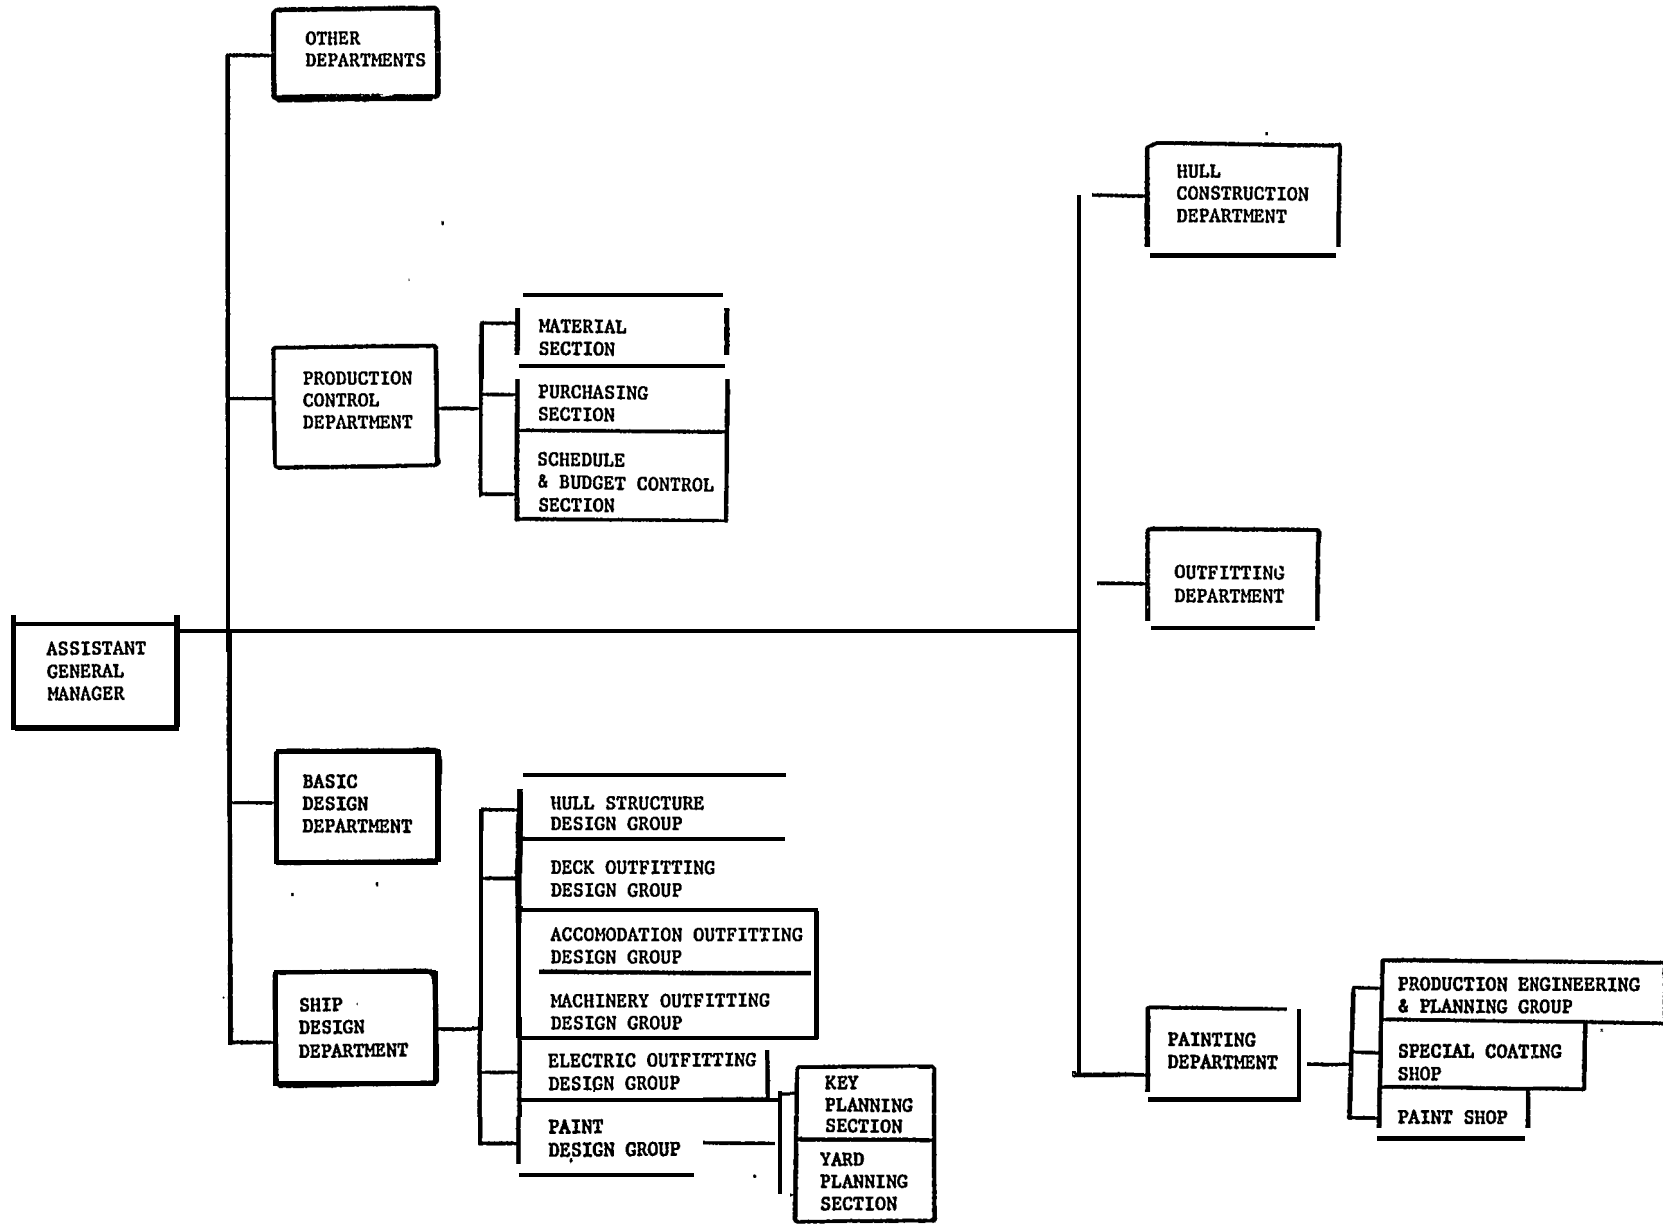 OTHER
DEPARTMENTS
HULL
CONSTRUCTION
DEPARTMENT
MATERIAL
SECTION
PRODUCTION
CONTROL
DEPARTMENT
PURCHASING
SECTION
SCHEDULE
& BUDGET CONTROL
SECTION
OUTFITTING
DEPARTMENT
ASSISTANT
GENERAL
MANAGER
BASIC
DESIGN
DEPARTMENT
HULL STRUCTURE
DESIGN GROUP
DECK OUTFITTING
DESIGN GROUP
ACCOMODATION OUTFITTING
DESIGN GROUP
MACHINERY OUTFITTING
DESIGN GROUP
SHIP
DESIGN
DEPARTMENT
ELECTRIC OUTFITTING
DESIGN GROUP
PAINT
DESIGN GROUP
KEY
PLANNING
SECTION
YARD
PLANNING
SECTION
PAINTING
DEPARTMENT
PRODUCTION ENGINEERING
& PLANNING GROUP
SPECIAL COATING
SHOP
PAINT SHOP